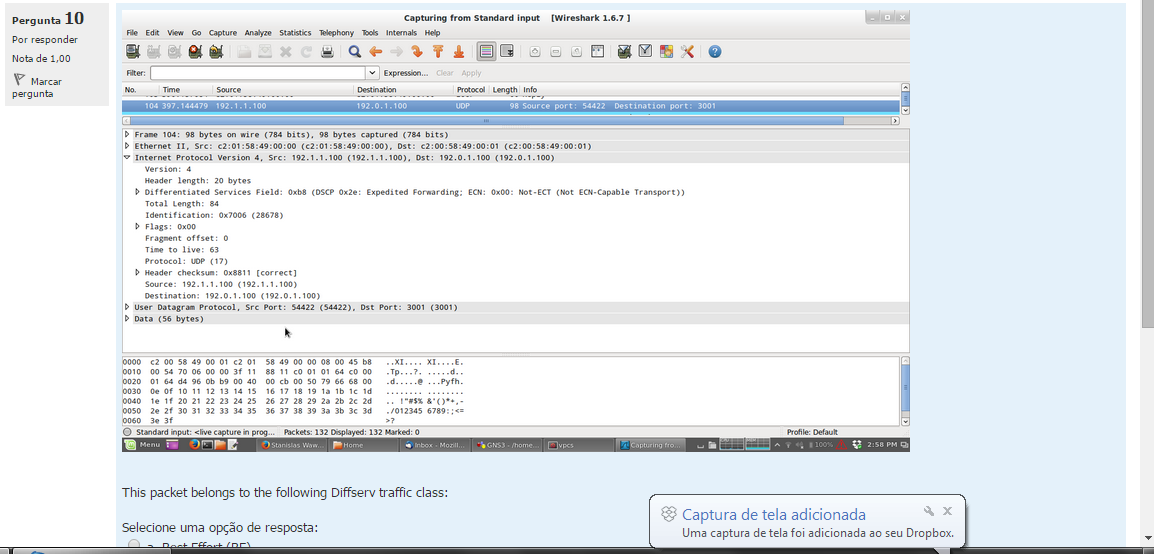 Pergunta 10
Por responder
Nota de 1,00
Marcar
pergunta
Capturing from Standard input [Wireshark 1.6.7 ]
File Edit View Go Capture Analyze Statistics Telephony Tools Internals Help
Filter: Expression... Clear Apply
No. Time Source Destination Protocol Length Info
104 397.144479 192.1.1.100 192.0.1.100 UDP 98 Source port: 54422 Destination port: 3001
Frame 104: 98 bytes on wire (784 bits), 98 bytes captured (784 bits)
Ethernet II, Src: c2:01:58:49:00:00 (c2:01:58:49:00:00), Dst: c2:00:58:49:00:01 (c2:00:58:49:00:01)
Internet Protocol Version 4, Src: 192.1.1.100 (192.1.1.100), Dst: 192.0.1.100 (192.0.1.100)
Version: 4
Header length: 20 bytes
Differentiated Services Field: 0xb8 (DSCP 0x2e: Expedited Forwarding; ECN: 0x00: Not-ECT (Not ECN-Capable Transport))
Total Length: 84
Identification: 0x7006 (28678)
Flags: 0x00
Fragment offset: 0
Time to live: 63
Protocol: UDP (17)
Header checksum: 0x8811 [correct]
Source: 192.1.1.100 (192.1.1.100)
Destination: 192.0.1.100 (192.0.1.100)
User Datagram Protocol, Src Port: 54422 (54422), Dst Port: 3001 (3001)
Data (56 bytes)
0000 c2 00 58 49 00 01 c2 01 58 49 00 00 08 00 45 b8 ..XI.... XI....E.
0010 00 54 70 06 00 00 3f 11 88 11 c0 01 01 64 c0 00 .Tp...?. .....d..
0020 01 64 d4 96 0b b9 00 40 00 cb 00 50 79 66 68 00 .d.....@ ...Pyfh.
0030 0e 0f 10 11 12 13 14 15 16 17 18 19 1a 1b 1c 1d ........ ........
0040 1e 1f 20 21 22 23 24 25 26 27 28 29 2a 2b 2c 2d .. !"#$% &'()*+,-
0050 2e 2f 30 31 32 33 34 35 36 37 38 39 3a 3b 3c 3d ./012345 6789:;<=
0060 3e 3f >?
Standard input: <live capture in prog... Packets: 132 Displayed: 132 Marked: 0 Profile: Default
Menu Stanislas Waw... Home Inbox - Mozill... GNS3 - /home... vpcs Capturing fro... 100% 2:58 PM
This packet belongs to the following Diffserv traffic class:
Selecione uma opção de resposta:
a. Best Effort (BE)
Captura de tela adicionada
Uma captura de tela foi adicionada ao seu Dropbox.